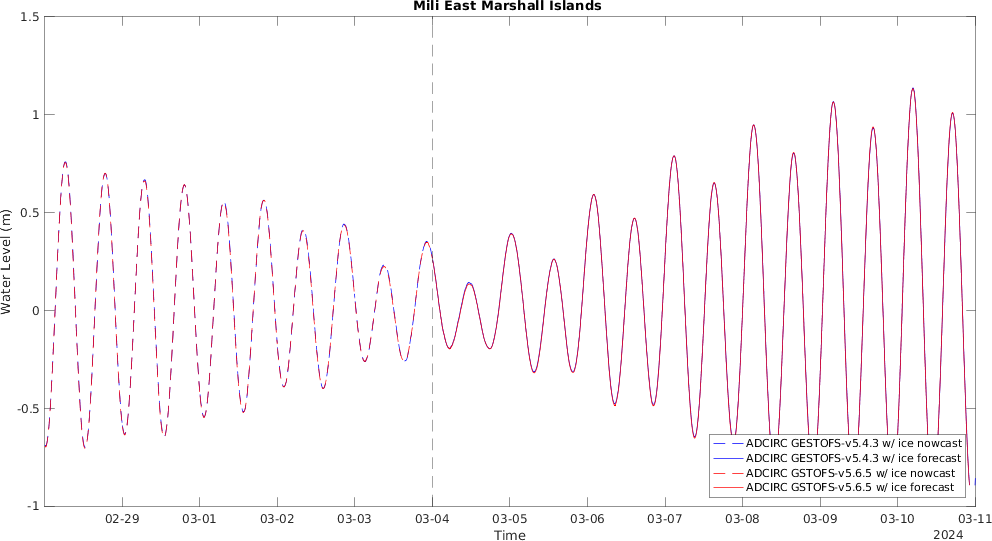 Mili East Marshall Islands
Water Level (m)
1.5
1
0.5
0
-0.5
-1
02-29 03-01 03-02 03-03 03-04 03-05 03-06 03-07 03-08 03-09 03-10 03-11
Time
2024
ADCIRC GESTOFS-v5.4.3 w/ ice nowcast
ADCIRC GESTOFS-v5.4.3 w/ ice forecast
ADCIRC GSTOFS-v5.6.5 w/ ice nowcast
ADCIRC GSTOFS-v5.6.5 w/ ice forecast